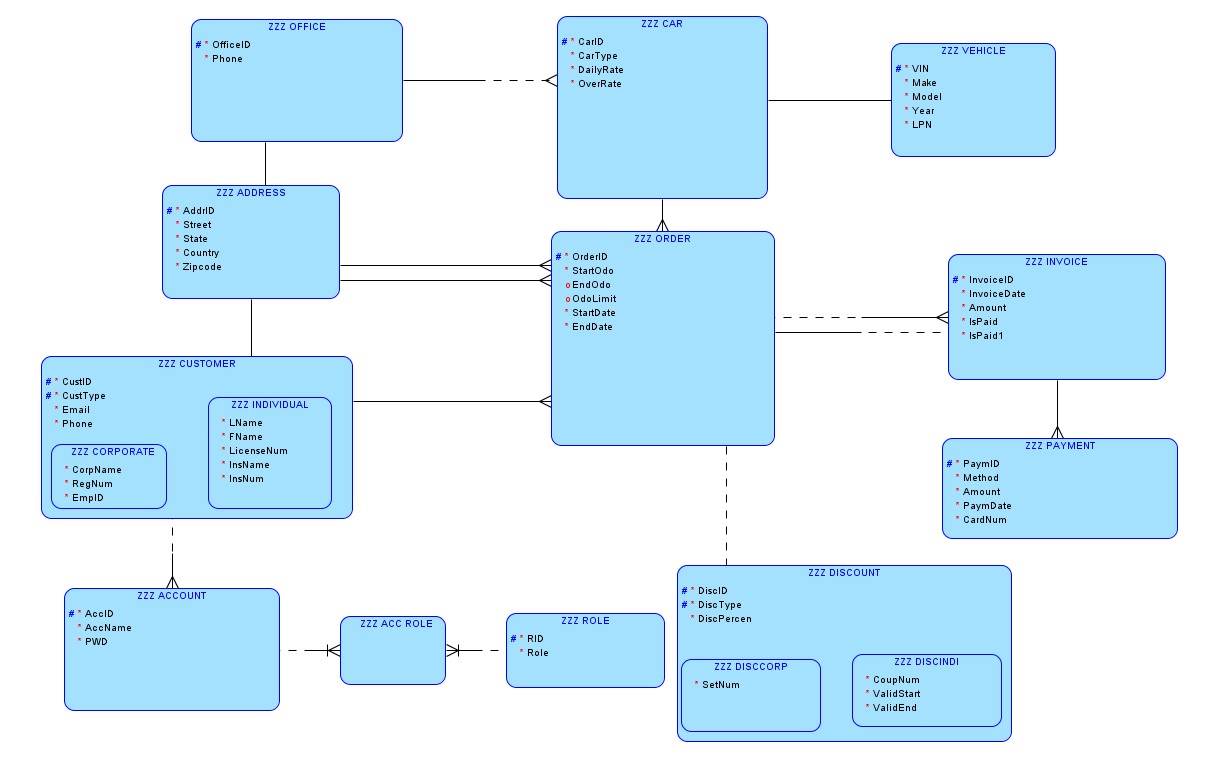 ZZZ OFFICE
# * OfficeID
* Phone
ZZZ CAR
# * CarID
* CarType
* DailyRate
* OverRate
ZZZ VEHICLE
# * VIN
* Make
* Model
* Year
* LPN
ZZZ ADDRESS
# * AddrID
* Street
* State
* Country
* Zipcode
ZZZ ORDER
# * OrderID
* StartOdo
o EndOdo
o OdoLimit
* StartDate
* EndDate
ZZZ INVOICE
# * InvoiceID
* InvoiceDate
* Amount
* IsPaid
* IsPaid1
ZZZ CUSTOMER
# * CustID
# * CustType
* Email
* Phone
ZZZ CORPORATE
* CorpName
* RegNum
* EmpID
ZZZ INDIVIDUAL
* LName
* FName
* LicenseNum
* InsName
* InsNum
ZZZ PAYMENT
# * PaymID
* Method
* Amount
* PaymDate
* CardNum
ZZZ ACCOUNT
# * AccID
* AccName
* PWD
ZZZ ACC ROLE
ZZZ ROLE
# * RID
* Role
ZZZ DISCOUNT
# * DiscID
# * DiscType
* DiscPercen
ZZZ DISCCORP
* SetNum
ZZZ DISCINDI
* CoupNum
* ValidStart
* ValidEnd